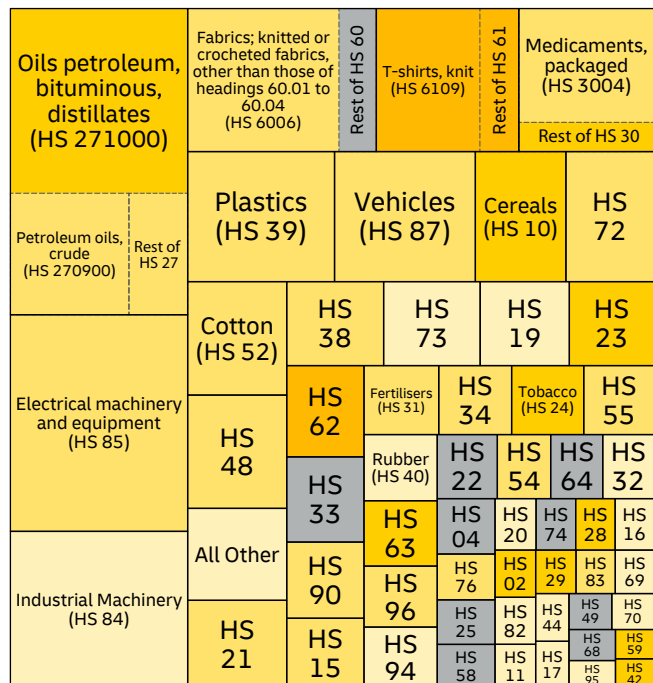 Oils petroleum,
bituminous,
distillates
(HS 271000)
Petroleum oils,
crude
(HS 270900)
Rest of
HS 27
Electrical machinery
and equipment
(HS 85)
Industrial Machinery
(HS 84)
Fabrics; knitted or
crocheted fabrics,
other than those of
headings 60.01 to
60.04
(HS 6006)
Rest of HS 60
T-shirts, knit
(HS 6109)
Rest of HS 61
Medicaments,
packaged
(HS 3004)
Rest of HS 30
Plastics
(HS 39)
Vehicles
(HS 87)
Cereals
(HS 10)
HS
72
Cotton
(HS 52)
HS
48
All Other
HS
21
HS
38
HS
73
HS
19
HS
23
HS
62
HS
33
HS
90
HS
15
Fertilisers
(HS 31)
HS
34
Tobacco
(HS 24)
HS
55
Rubber
(HS 40)
HS
22
HS
54
HS
64
HS
32
HS
63
HS
96
HS
94
HS
04
HS
76
HS
25
HS
58
HS
20
HS
74
HS
28
HS
16
HS
02
HS
29
HS
83
HS
69
HS
82
HS
11
HS
44
HS
17
HS
49
HS
70
HS
68
HS
59
HS
95
HS
42